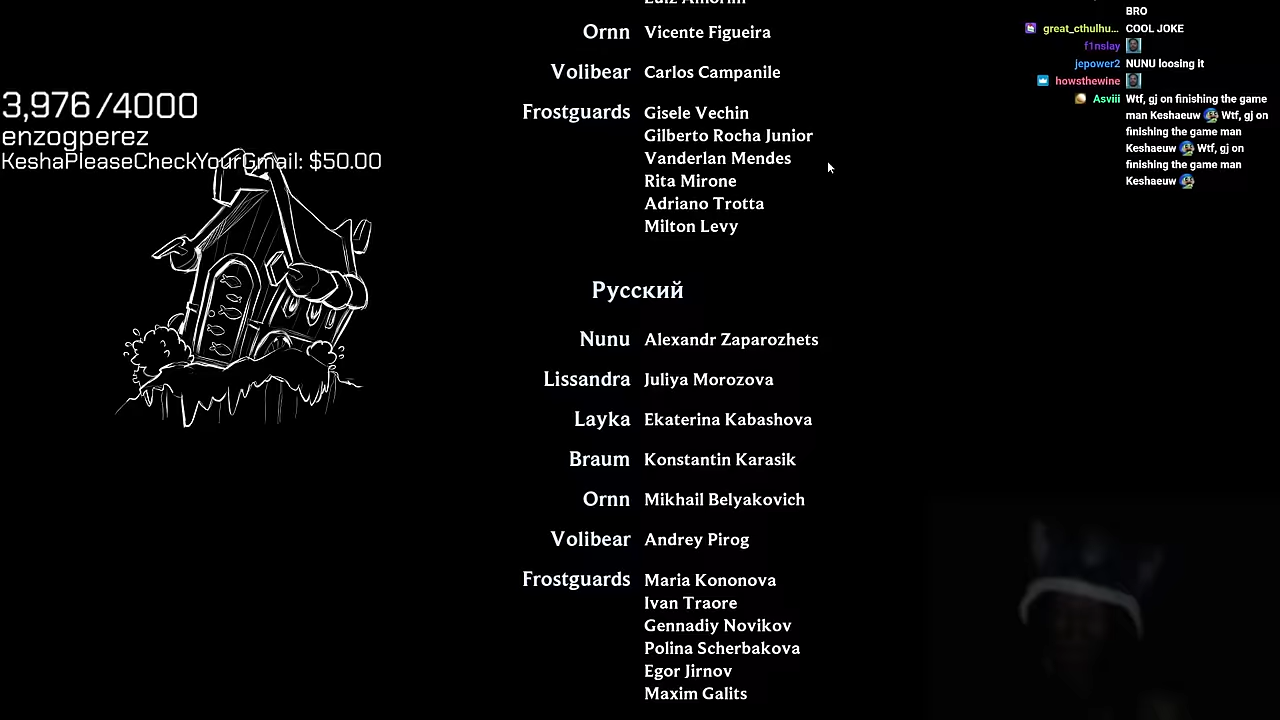 Ornn Vicente Figueira
Volibear Carlos Campanile
Frostguards Gisele Vechin
Gilberto Rocha Junior
Vanderlan Mendes
Rita Mirone
Adriano Trotta
Milton Levy
Русский
Nunu Alexandr Zaparozhets
Lissandra Juliya Morozova
Layka Ekaterina Kabashova
Braum Konstantin Karasik
Ornn Mikhail Belyakovich
Volibear Andrey Pirog
Frostguards Maria Kononova
Ivan Traore
Gennadiy Novikov
Polina Scherbakova
Egor Jirnov
Maxim Galits
3,976 /4000
enzogperez
KeshaPleaseCheckYourGmail: $50.00
BRO
great_cthulhu... COOL JOKE
f1nslay
jepower2 NUNU loosing it
howsthewine
Asviii Wtf, gj on finishing the game
man Keshaeuw Wtf, gj on
finishing the game man
Keshaeuw Wtf, gj on
finishing the game man
Keshaeuw